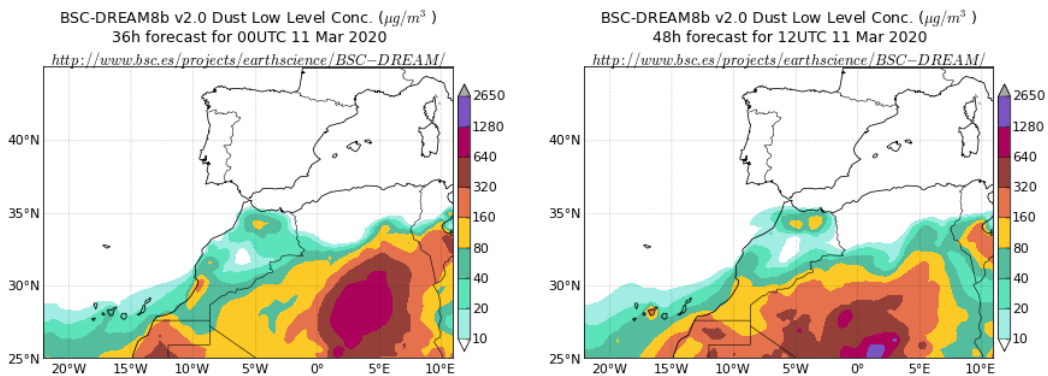 BSC-DREAM8b v2.0 Dust Low Level Conc. (μg/m³ )
36h forecast for 00UTC 11 Mar 2020
http://www.bsc.es/projects/earthscience/BSC−DREAM/
40°N
35°N
30°N
25°N
20°W 15°W 10°W 5°W 0° 5°E 10°E
2650
1280
640
320
160
80
40
20
10
BSC-DREAM8b v2.0 Dust Low Level Conc. (μg/m³ )
48h forecast for 12UTC 11 Mar 2020
http://www.bsc.es/projects/earthscience/BSC−DREAM/
40°N
35°N
30°N
25°N
20°W 15°W 10°W 5°W 0° 5°E 10°E
2650
1280
640
320
160
80
40
20
10